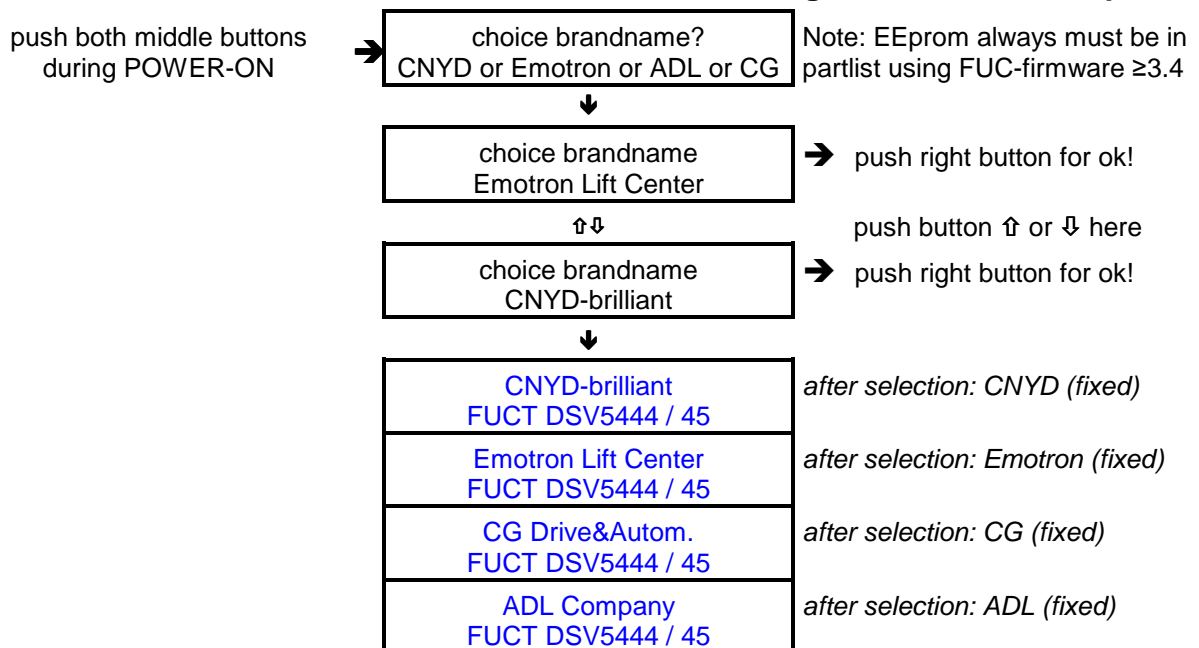 push both middle buttons
during POWER-ON
➔
choice brandname?
CNYD or Emotron or ADL or CG
Note: EEprom always must be in
partlist using FUC-firmware ≥3.4
🡻
choice brandname
Emotron Lift Center
➔ push right button for ok!
⇧⇩
push button ⇧ or ⇩ here
choice brandname
CNYD-brilliant
➔ push right button for ok!
🡻
CNYD-brilliant
FUCT DSV5444 / 45
after selection: CNYD (fixed)
Emotron Lift Center
FUCT DSV5444 / 45
after selection: Emotron (fixed)
CG Drive&Autom.
FUCT DSV5444 / 45
after selection: CG (fixed)
ADL Company
FUCT DSV5444 / 45
after selection: ADL (fixed)